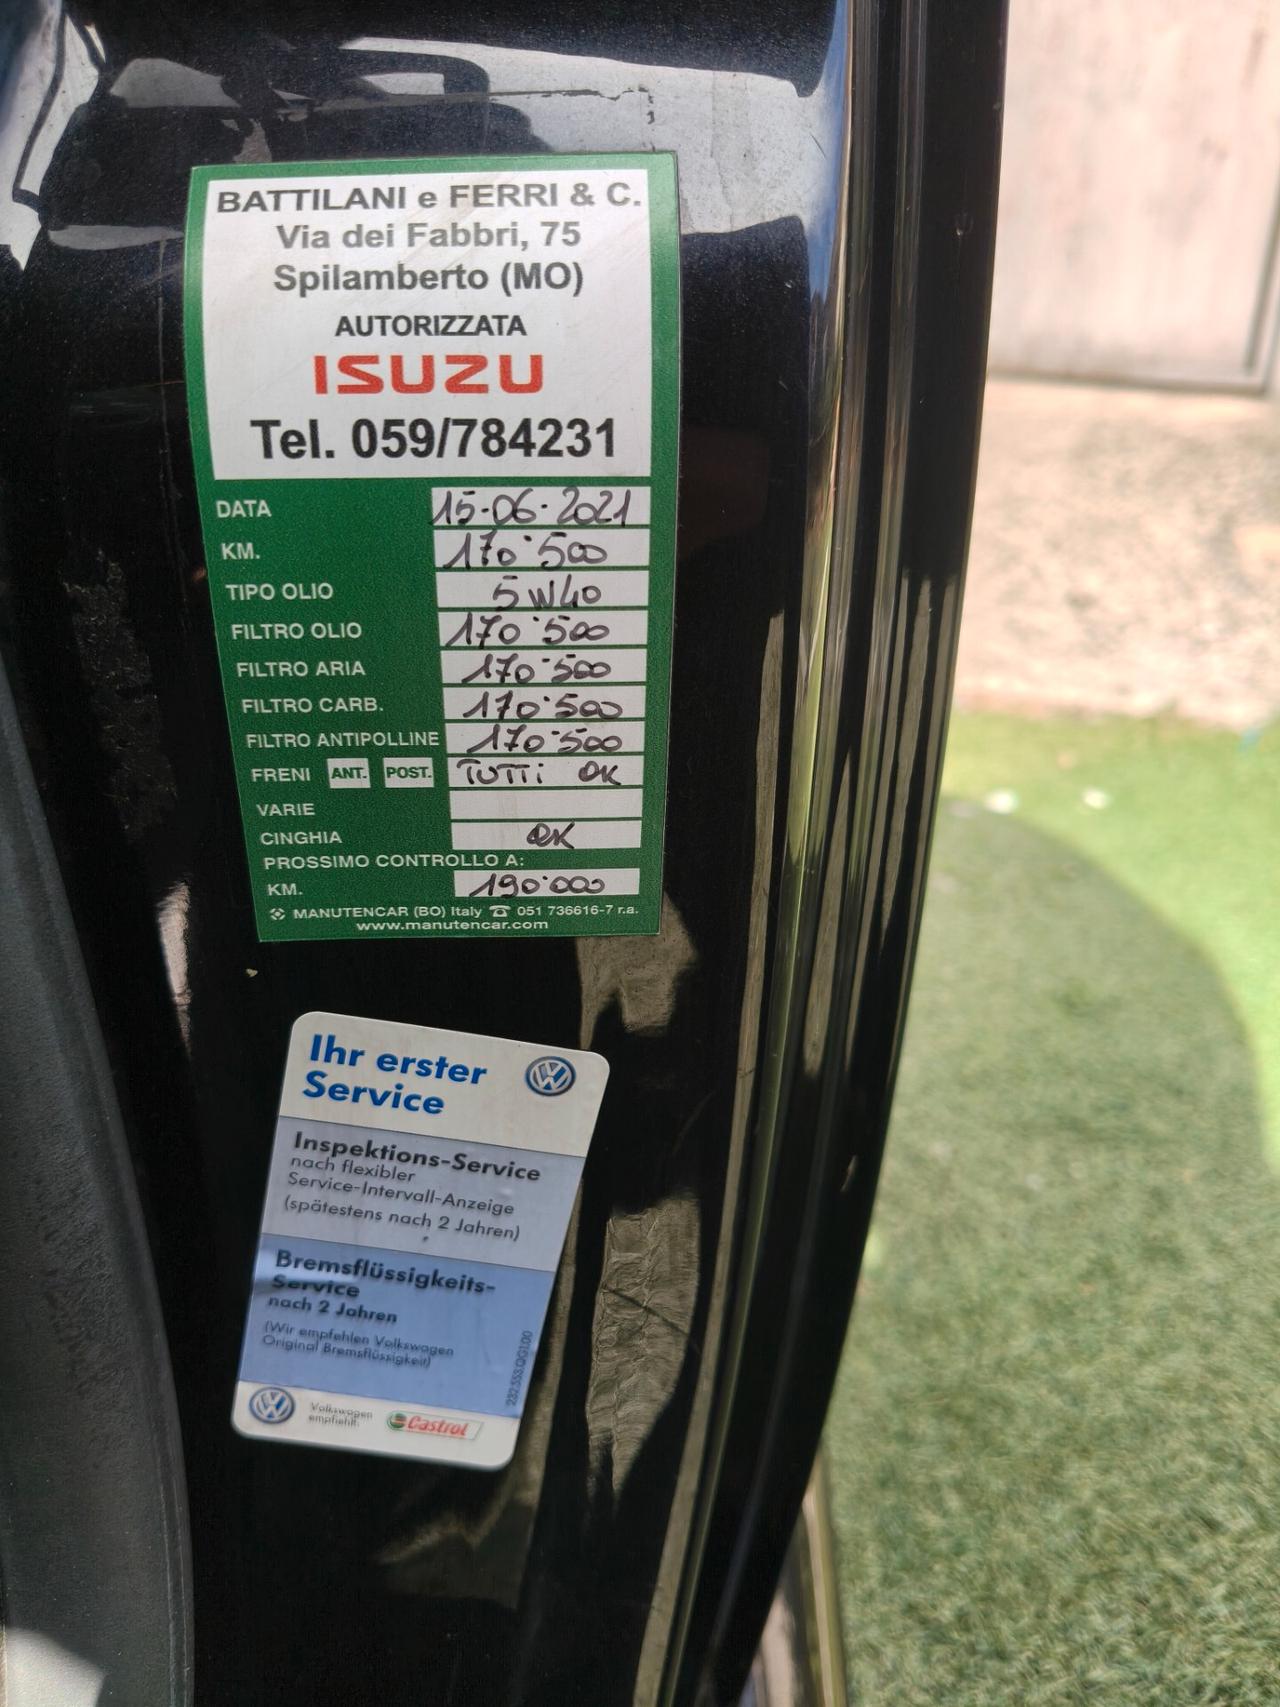 BATTILANI e FERRI & C.
Via dei Fabbri, 75
Spilamberto (MO)
AUTORIZZATA
ISUZU
Tel. 059/784231
DATA 15-06-2021
KM. 170'500
TIPO OLIO 5W40
FILTRO OLIO 170'500
FILTRO ARIA 170'500
FILTRO CARB. 170'500
FILTRO ANTIPOLLINE 170'500
FRENI ANT. POST. TUTTi OK
VARIE
CINGHIA OK
PROSSIMO CONTROLLO A:
KM. 190'000
MANUTENCAR (BO) Italy ☎ 051 736616-7 r.a.
www.manutencar.com
Ihr erster
Service
Inspektions-Service
nach flexibler
Service-Intervall-Anzeige
(spätestens nach 2 Jahren)
Bremsflüssigkeits-
Service
nach 2 Jahren
(Wir empfehlen Volkswagen
Original Bremsflüssigkeit)
232.553.QG1.00
Volkswagen
empfiehlt:
Castrol